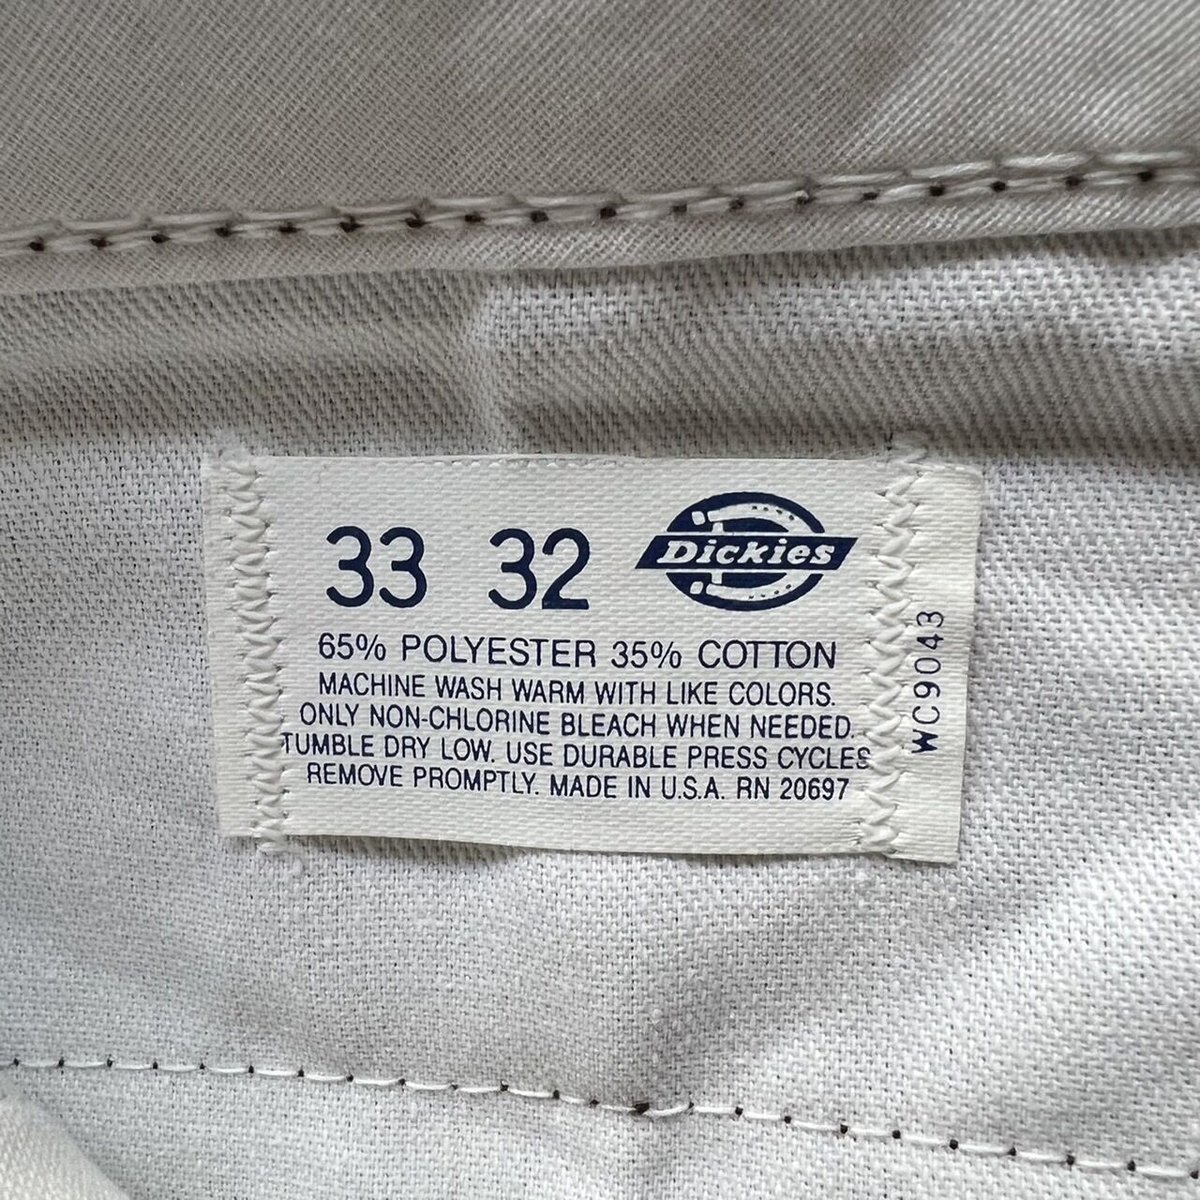 33 32 Dickies
65% POLYESTER 35% COTTON
MACHINE WASH WARM WITH LIKE COLORS.
ONLY NON-CHLORINE BLEACH WHEN NEEDED.
TUMBLE DRY LOW. USE DURABLE PRESS CYCLES
REMOVE PROMPTLY. MADE IN U.S.A. RN 20697
WC9043